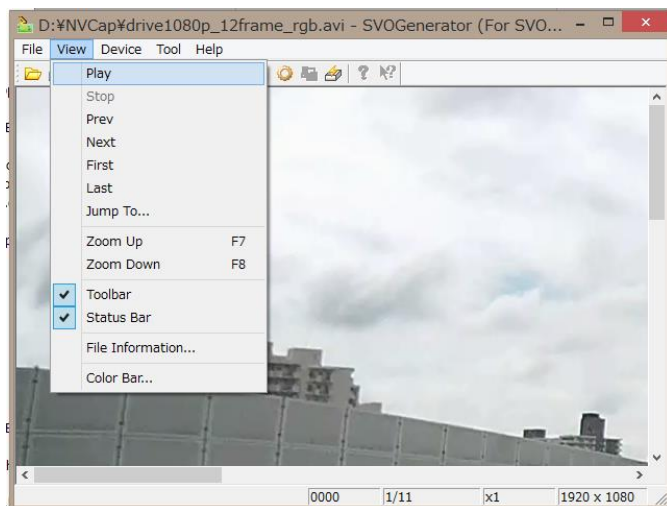 D:¥NVCap¥drive1080p_12frame_rgb.avi - SVOGenerator (For SVO...
File View Device Tool Help
Play
Stop
Prev
Next
First
Last
Jump To...
Zoom Up F7
Zoom Down F8
Toolbar
Status Bar
File Information...
Color Bar...
0000 1/11 x1 1920 x 1080